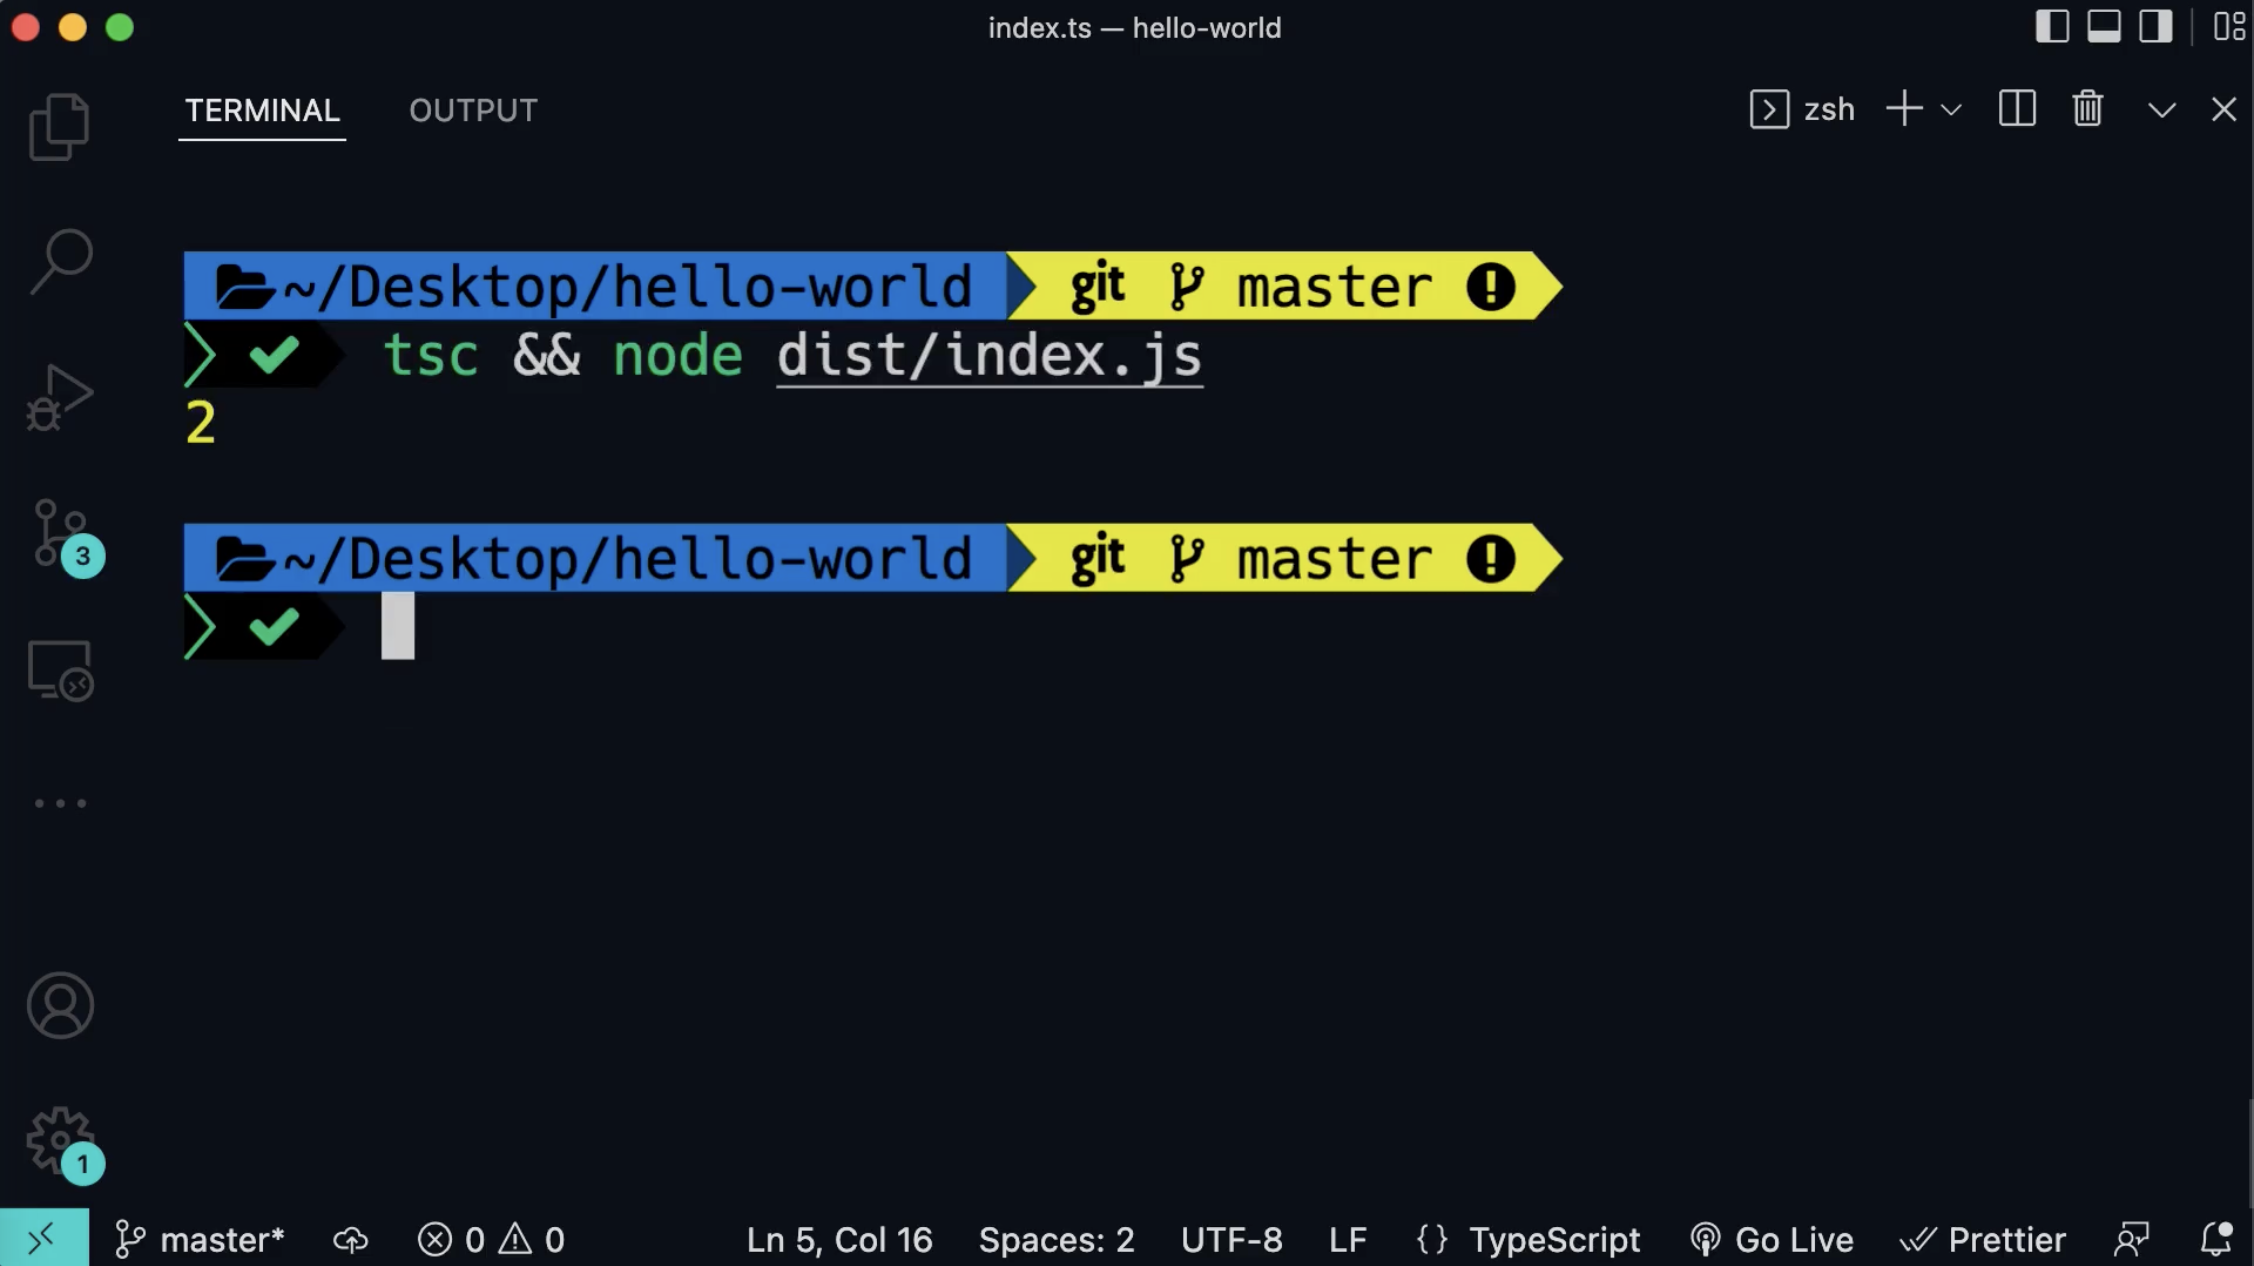 index.ts — hello-world
TERMINAL OUTPUT zsh
~/Desktop/hello-world git master
tsc && node dist/index.js
2
~/Desktop/hello-world git master
3
1
master* 0 0 Ln 5, Col 16 Spaces: 2 UTF-8 LF {} TypeScript Go Live Prettier